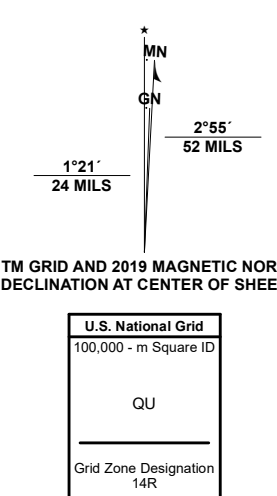 ★
MN
GN
2°55´
52 MILS
1°21´
24 MILS
TM GRID AND 2019 MAGNETIC NOR
DECLINATION AT CENTER OF SHEE
U.S. National Grid
100,000 - m Square ID
QU
Grid Zone Designation
14R